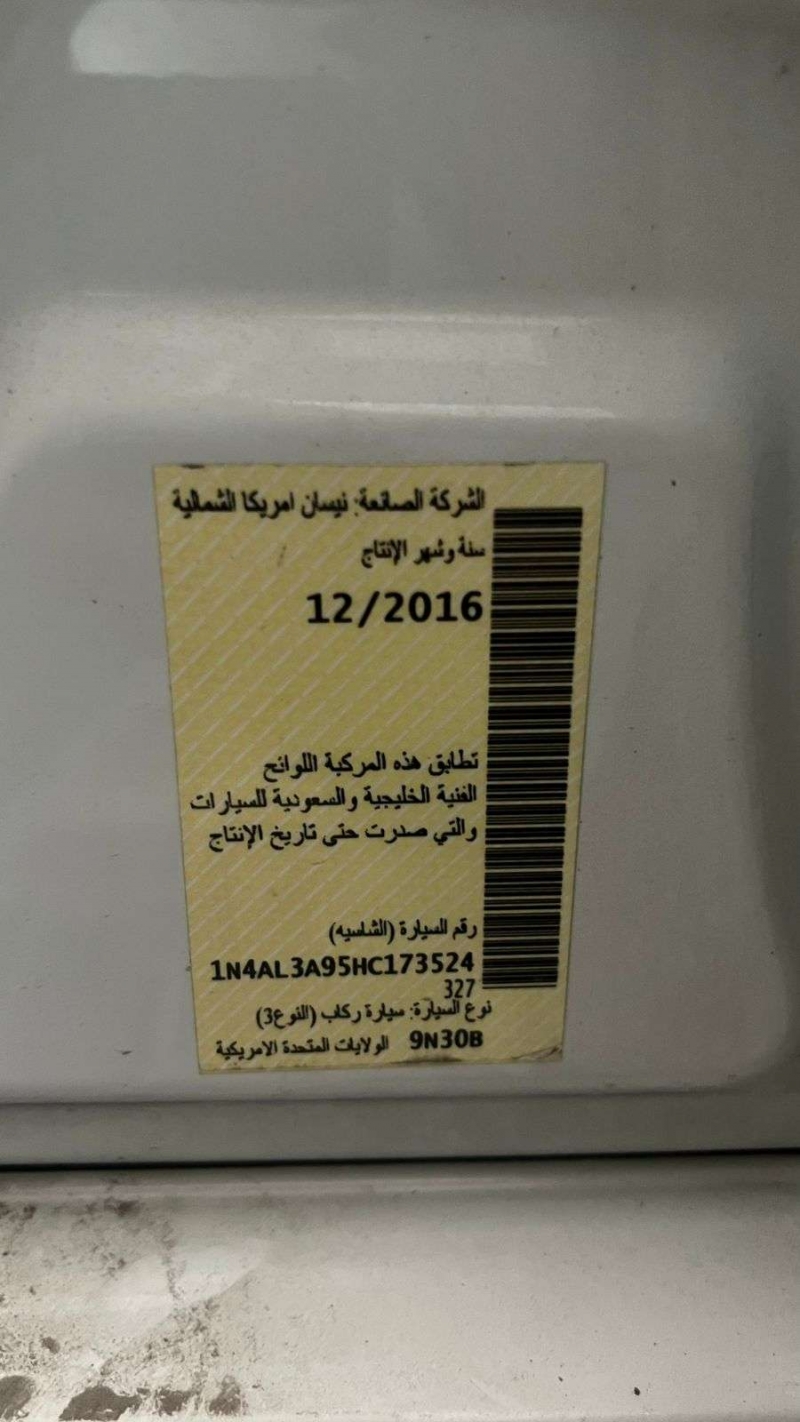 الشركة الصانعة: نيسان امريكا الشمالية
سنة وشهر الإنتاج
12/2016
تطابق هذه المركبة اللوائح
الفنية الخليجية والسعودية للسيارات
والتي صدرت حتى تاريخ الإنتاج
رقم السيارة (الشاسيه)
1N4AL3A95HC173524
327
نوع السيارة: سيارة ركاب (النوع3)
9N30B الولايات المتحدة الامريكية